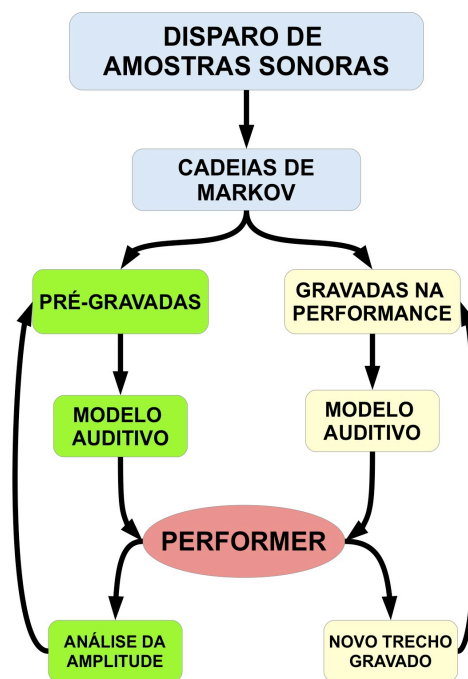 DISPARO DE
AMOSTRAS SONORAS
CADEIAS DE
MARKOV
PRÉ-GRAVADAS
GRAVADAS NA
PERFORMANCE
MODELO
AUDITIVO
MODELO
AUDITIVO
PERFORMER
ANÁLISE DA
AMPLITUDE
NOVO TRECHO
GRAVADO